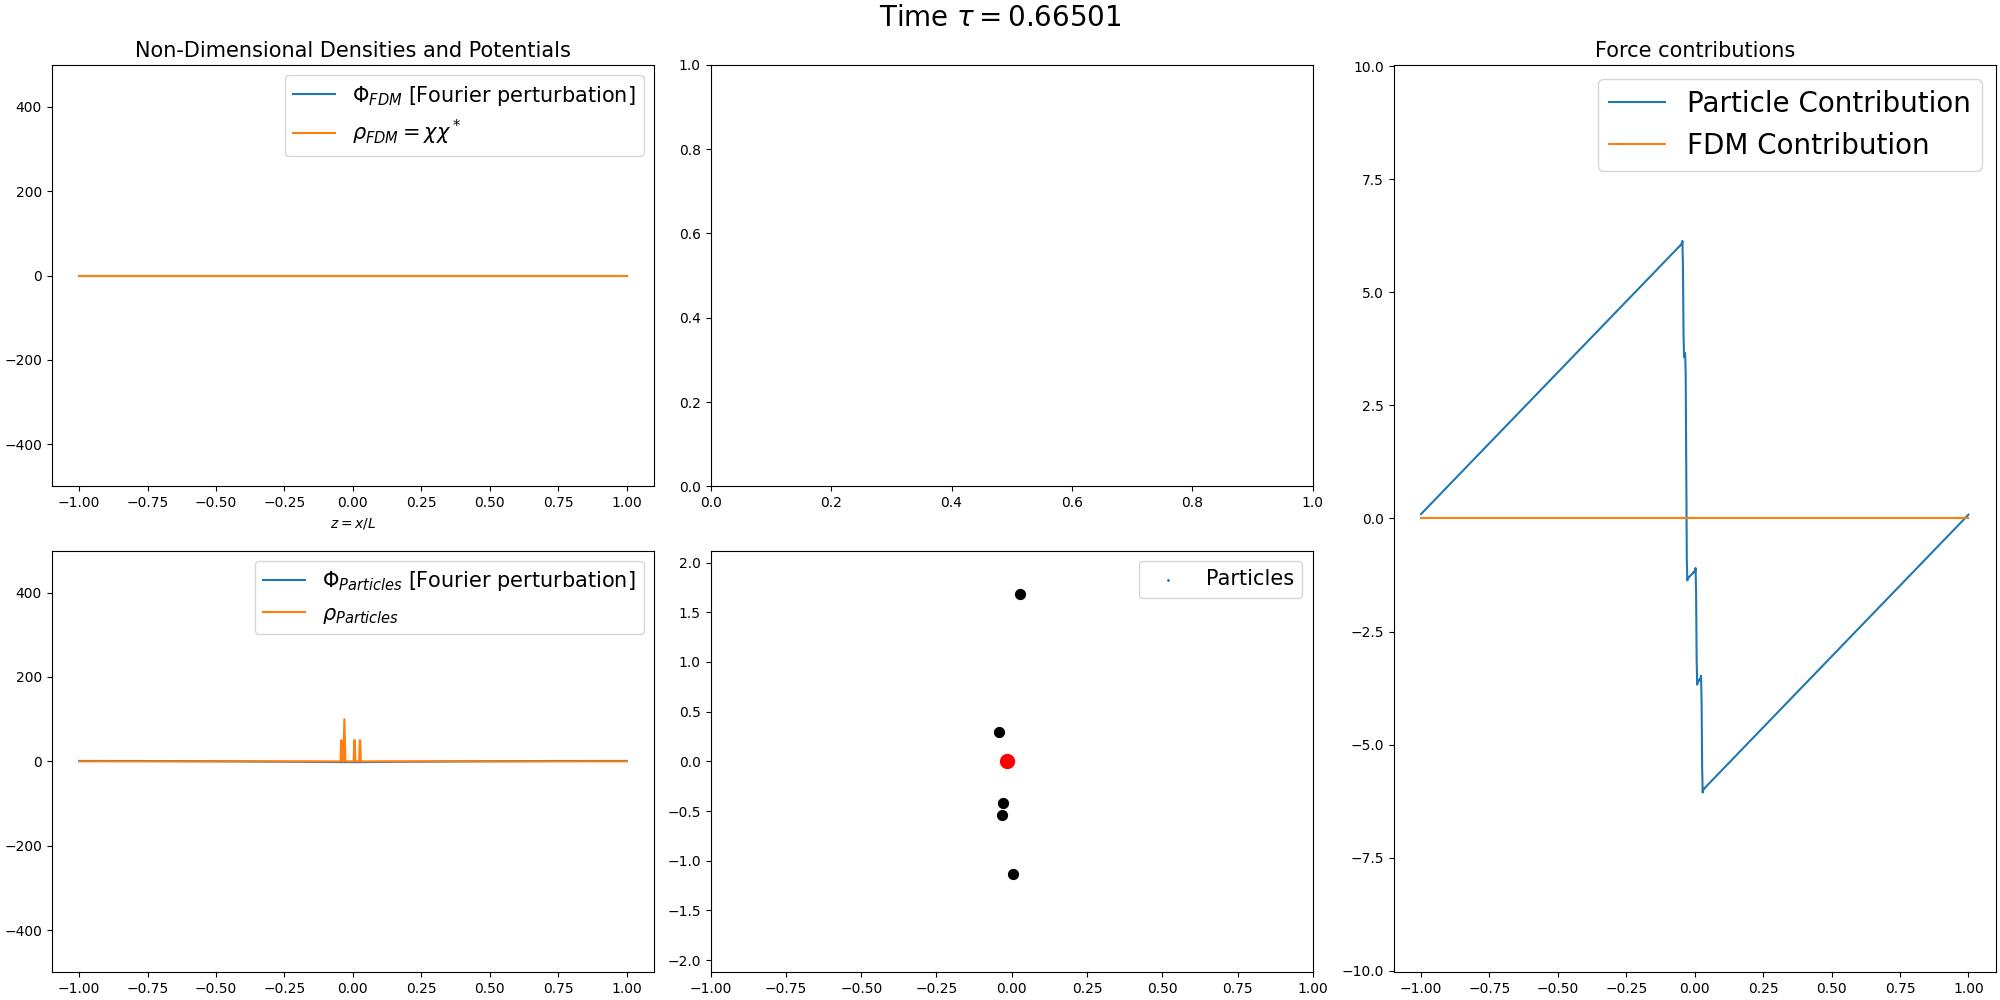 Time τ = 0.66501
Non-Dimensional Densities and Potentials
Φ_FDM [Fourier perturbation]
ρ_FDM = χχ*
400
200
0
−200
−400
−1.00 −0.75 −0.50 −0.25 0.00 0.25 0.50 0.75 1.00
z = x/L
1.0
0.8
0.6
0.4
0.2
0.0
0.0 0.2 0.4 0.6 0.8 1.0
Force contributions
Particle Contribution
FDM Contribution
10.0
7.5
5.0
2.5
0.0
−2.5
−5.0
−7.5
−10.0
−1.00 −0.75 −0.50 −0.25 0.00 0.25 0.50 0.75 1.00
Φ_Particles [Fourier perturbation]
ρ_Particles
400
200
0
−200
−400
−1.00 −0.75 −0.50 −0.25 0.00 0.25 0.50 0.75 1.00
Particles
2.0
1.5
1.0
0.5
0.0
−0.5
−1.0
−1.5
−2.0
−1.00 −0.75 −0.50 −0.25 0.00 0.25 0.50 0.75 1.00